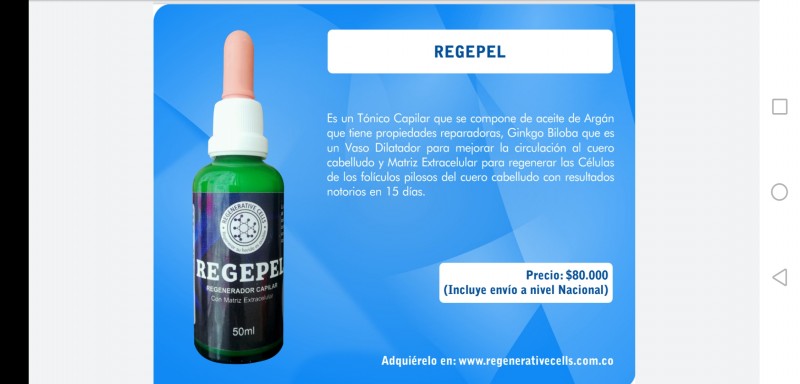 REGEPEL
Es un Tónico Capilar que se compone de aceite de Argán
que tiene propiedades reparadoras, Ginkgo Biloba que es
un Vaso Dilatador para mejorar la circulación al cuero
cabelludo y Matriz Extracelular para regenerar las Células
de los folículos pilosos del cuero cabelludo con resultados
notorios en 15 días.
REGENERATIVE CELLS
REGEPEL
REGENERADOR CAPILAR
Con Matriz Extracelular
50ml
Precio: $80.000
(Incluye envío a nivel Nacional)
Adquiérelo en: www.regenerativecells.com.co